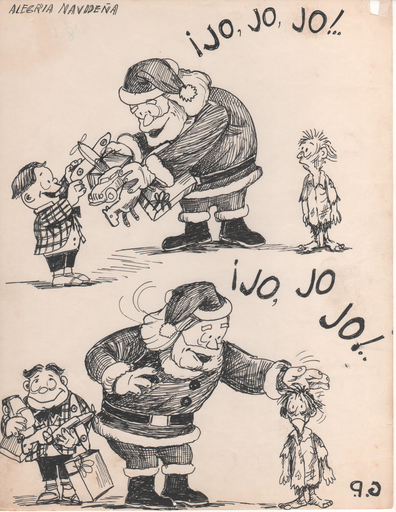 ALEGRIA NAVIDEÑA
¡JO, JO, JO!..
¡JO, JO
JO!..
G.P.